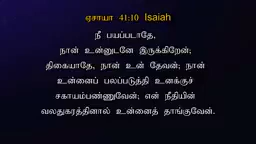 ஏசாயா 41:10 Isaiah
நீ பயப்படாதே,
நான் உன்னுடனே இருக்கிறேன்;
திகையாதே, நான் உன் தேவன்; நான்
உன்னைப் பலப்படுத்தி உனக்குச்
சகாயம்பண்ணுவேன்; என் நீதியின்
வலதுகரத்தினால் உன்னைத் தாங்குவேன்.